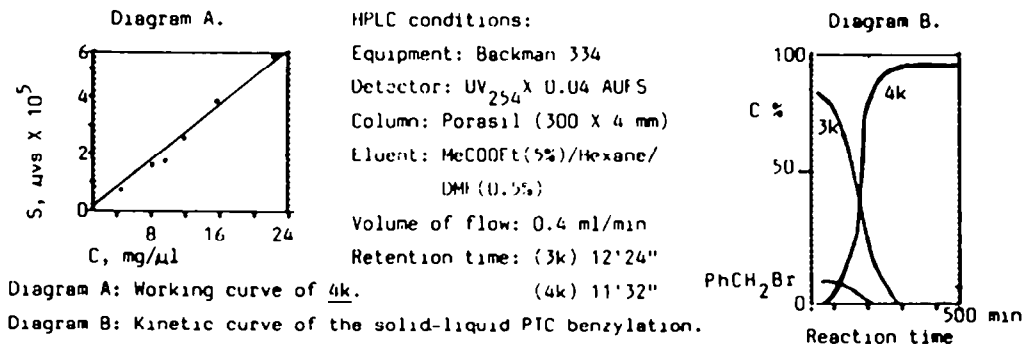 Diagram A.
6
4
2
0
S, μvs X 10⁵
8 16 24
C, mg/μl
HPLC conditions:
Equipment: Backman 334
Detector: UV₂₅₄ X 0.04 AUFS
Column: Porasil (300 X 4 mm)
Eluent: MeCOOEt(5%)/Hexane/
DMF(0.5%)
Volume of flow: 0.4 ml/min
Retention time: (3k) 12'24"
(4k) 11'32"
Diagram B.
100
C %
50
0
3k
4k
PhCH₂Br
500 min
Reaction time
Diagram A: Working curve of 4k.
Diagram B: Kinetic curve of the solid-liquid PTC benzylation.